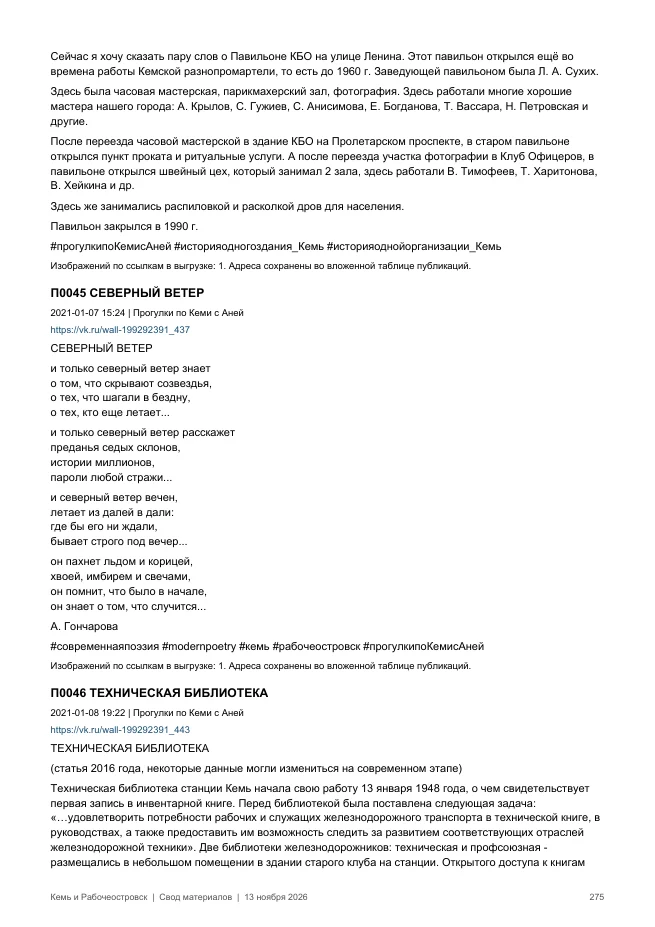 Сейчас я хочу сказать пару слов о Павильоне КБО на улице Ленина. Этот павильон открылся ещё во
времена работы Кемской разнопромартели, то есть до 1960 г. Заведующей павильоном была Л. А. Сухих.
Здесь была часовая мастерская, парикмахерский зал, фотография. Здесь работали многие хорошие
мастера нашего города: А. Крылов, С. Гужиев, С. Анисимова, Е. Богданова, Т. Вассара, Н. Петровская и
другие.
После переезда часовой мастерской в здание КБО на Пролетарском проспекте, в старом павильоне
открылся пункт проката и ритуальные услуги. А после переезда участка фотографии в Клуб Офицеров, в
павильоне открылся швейный цех, который занимал 2 зала, здесь работали В. Тимофеев, Т. Харитонова,
В. Хейкина и др.
Здесь же занимались распиловкой и расколкой дров для населения.
Павильон закрылся в 1990 г.
#прогулкипоКемисАней #историяодногоздания_Кемь #историяоднойорганизации_Кемь
Изображений по ссылкам в выгрузке: 1. Адреса сохранены во вложенной таблице публикаций.
П0045 СЕВЕРНЫЙ ВЕТЕР
2021-01-07 15:24 | Прогулки по Кеми с Аней
https://vk.ru/wall-199292391_437
СЕВЕРНЫЙ ВЕТЕР
и только северный ветер знает
о том, что скрывают созвездья,
о тех, что шагали в бездну,
о тех, кто еще летает...
и только северный ветер расскажет
преданья седых склонов,
истории миллионов,
пароли любой стражи...
и северный ветер вечен,
летает из далей в дали:
где бы его ни ждали,
бывает строго под вечер...
он пахнет льдом и корицей,
хвоей, имбирем и свечами,
он помнит, что было в начале,
он знает о том, что случится...
А. Гончарова
#современнаяпоэзия #modernpoetry #кемь #рабочеостровск #прогулкипоКемисАней
Изображений по ссылкам в выгрузке: 1. Адреса сохранены во вложенной таблице публикаций.
П0046 ТЕХНИЧЕСКАЯ БИБЛИОТЕКА
2021-01-08 19:22 | Прогулки по Кеми с Аней
https://vk.ru/wall-199292391_443
ТЕХНИЧЕСКАЯ БИБЛИОТЕКА
(статья 2016 года, некоторые данные могли измениться на современном этапе)
Техническая библиотека станции Кемь начала свою работу 13 января 1948 года, о чем свидетельствует
первая запись в инвентарной книге. Перед библиотекой была поставлена следующая задача:
«…удовлетворить потребности рабочих и служащих железнодорожного транспорта в технической книге, в
руководствах, а также предоставить им возможность следить за развитием соответствующих отраслей
железнодорожной техники». Две библиотеки железнодорожников: техническая и профсоюзная -
размещались в небольшом помещении в здании старого клуба на станции. Открытого доступа к книгам
Кемь и Рабочеостровск | Свод материалов | 13 ноября 2026
275